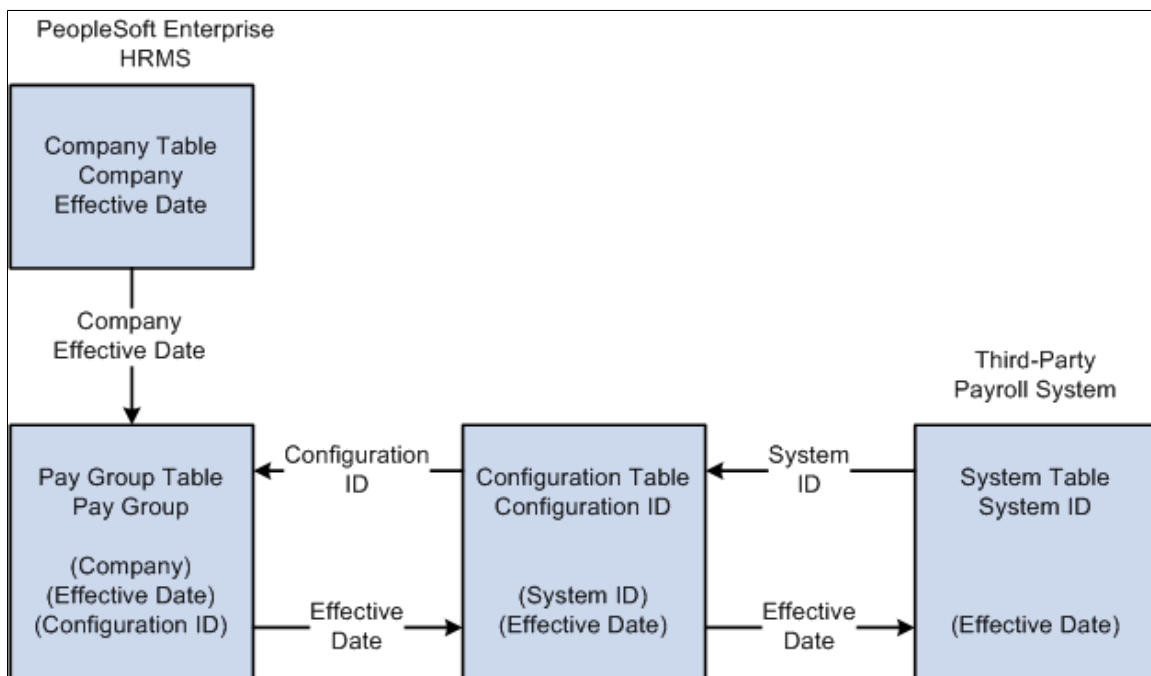 PeopleSoft Enterprise
HRMS
Company Table
Company
Effective Date
Company
Effective Date
Third-Party
Payroll System
Pay Group Table
Pay Group
(Company)
(Effective Date)
(Configuration ID)
Configuration
ID
Effective
Date
Configuration Table
Configuration ID
(System ID)
(Effective Date)
System
ID
Effective
Date
System Table
System ID
(Effective Date)